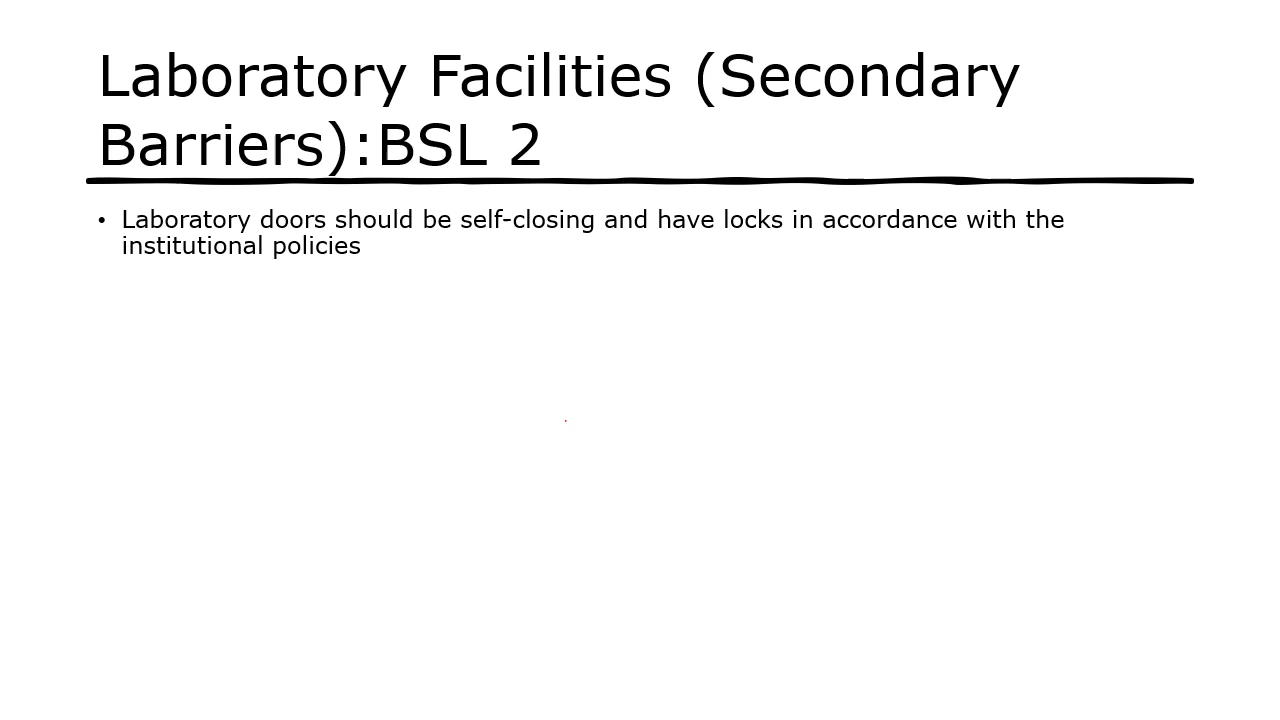 Laboratory Facilities (Secondary
Barriers):BSL 2
• Laboratory doors should be self-closing and have locks in accordance with the
institutional policies